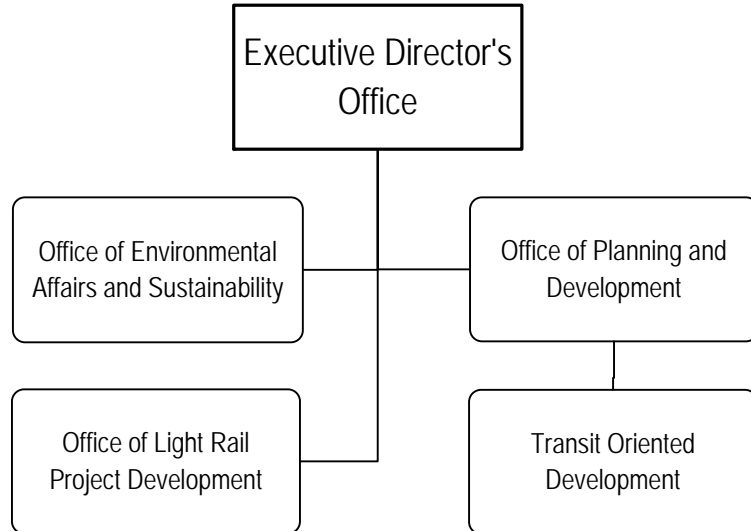 Executive Director's
Office
Office of Environmental
Affairs and Sustainability
Office of Planning and
Development
Office of Light Rail
Project Development
Transit Oriented
Development